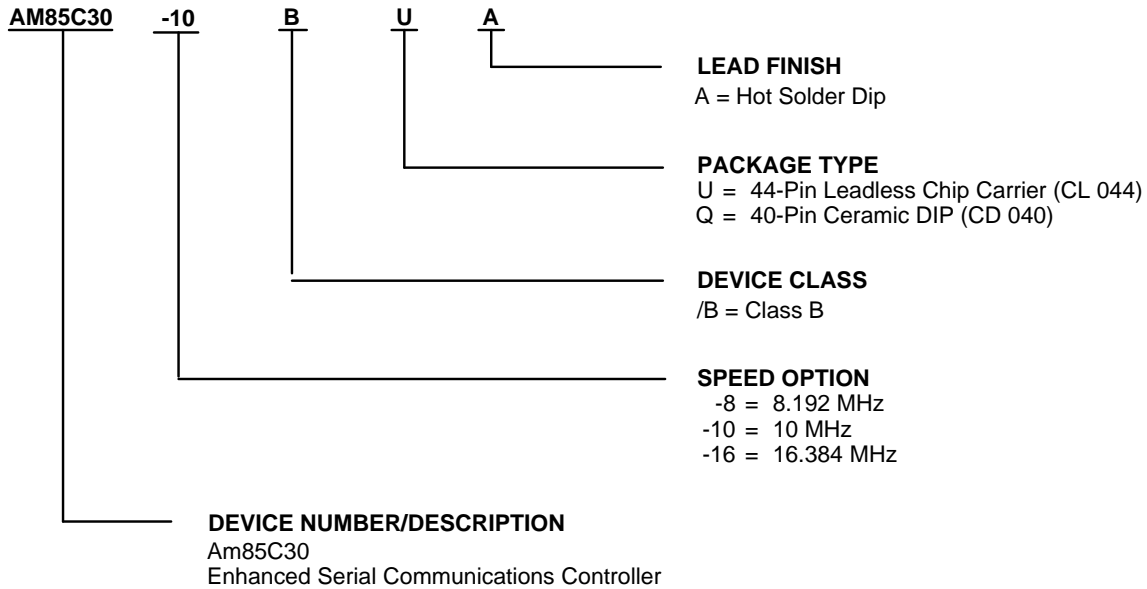 AM85C30 -10 B U A
LEAD FINISH
A = Hot Solder Dip
PACKAGE TYPE
U = 44-Pin Leadless Chip Carrier (CL 044)
Q = 40-Pin Ceramic DIP (CD 040)
DEVICE CLASS
/B = Class B
SPEED OPTION
-8 = 8.192 MHz
-10 = 10 MHz
-16 = 16.384 MHz
DEVICE NUMBER/DESCRIPTION
Am85C30
Enhanced Serial Communications Controller